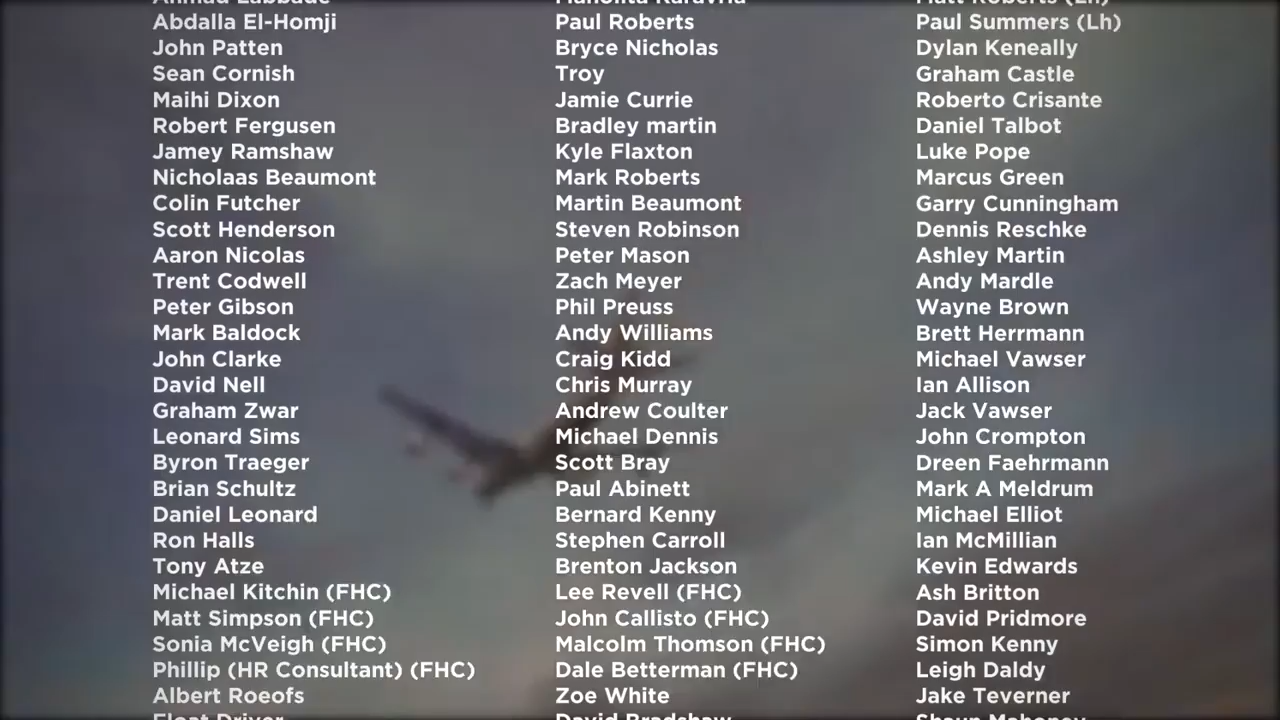 Abdalla El-Homji
John Patten
Sean Cornish
Maihi Dixon
Robert Fergusen
Jamey Ramshaw
Nicholaas Beaumont
Colin Futcher
Scott Henderson
Aaron Nicolas
Trent Codwell
Peter Gibson
Mark Baldock
John Clarke
David Nell
Graham Zwar
Leonard Sims
Byron Traeger
Brian Schultz
Daniel Leonard
Ron Halls
Tony Atze
Michael Kitchin (FHC)
Matt Simpson (FHC)
Sonia McVeigh (FHC)
Phillip (HR Consultant) (FHC)
Albert Roeofs
Paul Roberts
Bryce Nicholas
Troy
Jamie Currie
Bradley martin
Kyle Flaxton
Mark Roberts
Martin Beaumont
Steven Robinson
Peter Mason
Zach Meyer
Phil Preuss
Andy Williams
Craig Kidd
Chris Murray
Andrew Coulter
Michael Dennis
Scott Bray
Paul Abinett
Bernard Kenny
Stephen Carroll
Brenton Jackson
Lee Revell (FHC)
John Callisto (FHC)
Malcolm Thomson (FHC)
Dale Betterman (FHC)
Zoe White
David Bradshaw
Paul Summers (Lh)
Dylan Keneally
Graham Castle
Roberto Crisante
Daniel Talbot
Luke Pope
Marcus Green
Garry Cunningham
Dennis Reschke
Ashley Martin
Andy Mardle
Wayne Brown
Brett Herrmann
Michael Vawser
Ian Allison
Jack Vawser
John Crompton
Dreen Faehrmann
Mark A Meldrum
Michael Elliot
Ian McMillian
Kevin Edwards
Ash Britton
David Pridmore
Simon Kenny
Leigh Daldy
Jake Teverner